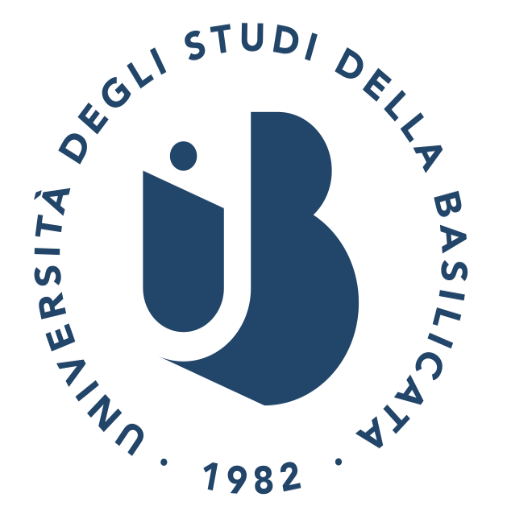 UNIVERSITÀ DEGLI STUDI DELLA BASILICATA
· 1982 ·